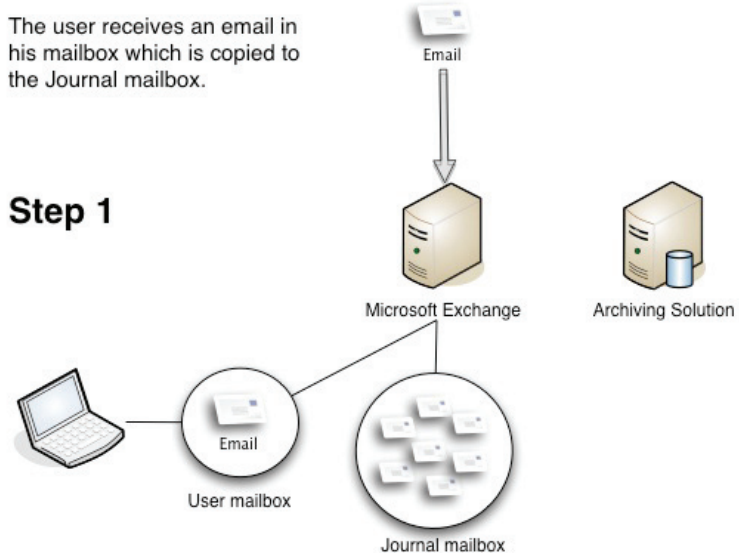 The user receives an email in
his mailbox which is copied to
the Journal mailbox.
Email
Step 1
Microsoft Exchange
Archiving Solution
Email
User mailbox
Journal mailbox